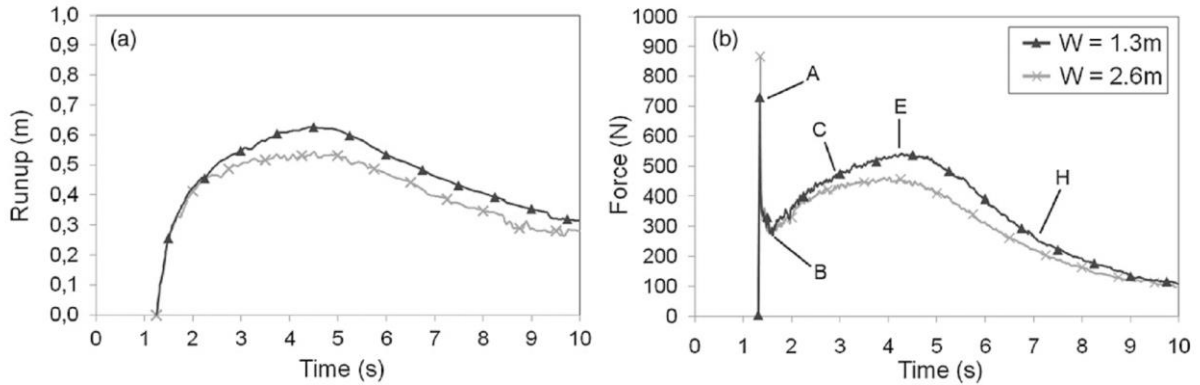 (a)
Runup (m)
1,0
0,9
0,8
0,7
0,6
0,5
0,4
0,3
0,2
0,1
0,0
0 1 2 3 4 5 6 7 8 9 10
Time (s)
(b)
Force (N)
1000
900
800
700
600
500
400
300
200
100
0
W = 1.3m
W = 2.6m
A
E
C
H
B
0 1 2 3 4 5 6 7 8 9 10
Time (s)